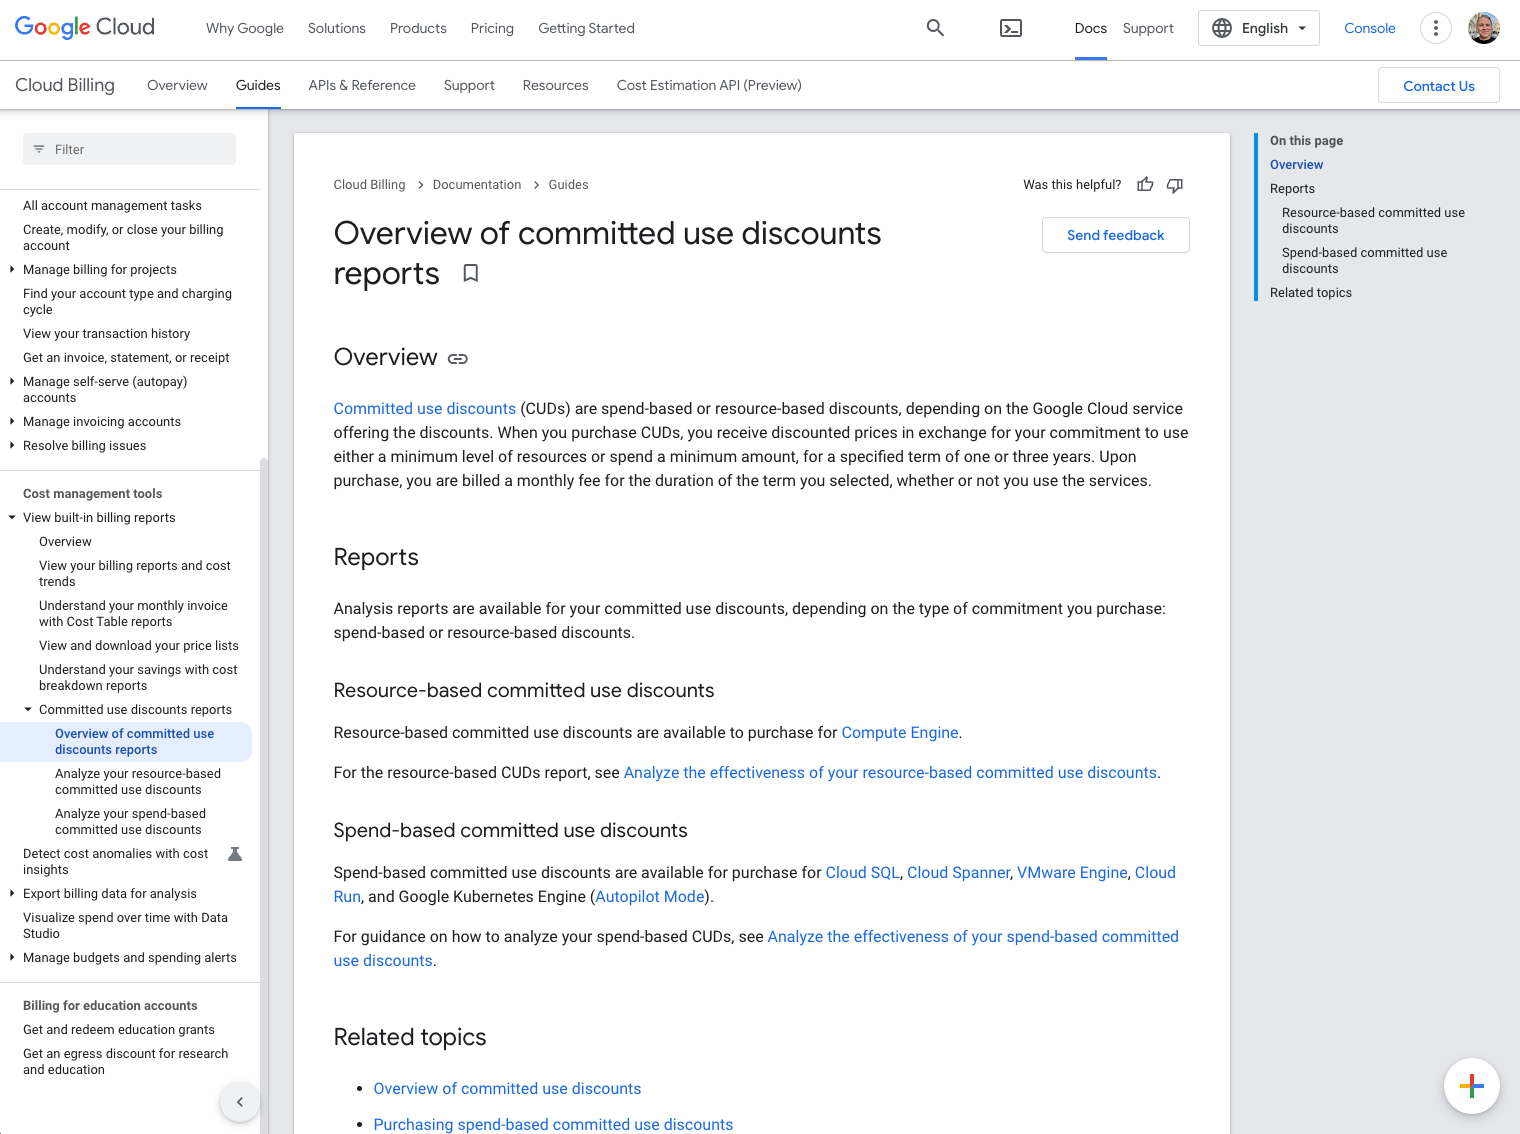 Google Cloud
Why Google
Solutions
Products
Pricing
Getting Started
Docs
Support
English
Console
Cloud Billing
Overview
Guides
APIs & Reference
Support
Resources
Cost Estimation API (Preview)
Contact Us
Filter
All account management tasks
Create, modify, or close your billing
account
Manage billing for projects
Find your account type and charging
cycle
View your transaction history
Get an invoice, statement, or receipt
Manage self-serve (autopay)
accounts
Manage invoicing accounts
Resolve billing issues
Cost management tools
View built-in billing reports
Overview
View your billing reports and cost
trends
Understand your monthly invoice
with Cost Table reports
View and download your price lists
Understand your savings with cost
breakdown reports
Committed use discounts reports
Overview of committed use
discounts reports
Analyze your resource-based
committed use discounts
Analyze your spend-based
committed use discounts
Detect cost anomalies with cost
insights
Export billing data for analysis
Visualize spend over time with Data
Studio
Manage budgets and spending alerts
Billing for education accounts
Get and redeem education grants
Get an egress discount for research
and education
Cloud Billing > Documentation > Guides
Was this helpful?
Overview of committed use discounts
reports
Send feedback
Overview
Committed use discounts (CUDs) are spend-based or resource-based discounts, depending on the Google Cloud service
offering the discounts. When you purchase CUDs, you receive discounted prices in exchange for your commitment to use
either a minimum level of resources or spend a minimum amount, for a specified term of one or three years. Upon
purchase, you are billed a monthly fee for the duration of the term you selected, whether or not you use the services.
Reports
Analysis reports are available for your committed use discounts, depending on the type of commitment you purchase:
spend-based or resource-based discounts.
Resource-based committed use discounts
Resource-based committed use discounts are available to purchase for Compute Engine.
For the resource-based CUDs report, see Analyze the effectiveness of your resource-based committed use discounts.
Spend-based committed use discounts
Spend-based committed use discounts are available for purchase for Cloud SQL, Cloud Spanner, VMware Engine, Cloud
Run, and Google Kubernetes Engine (Autopilot Mode).
For guidance on how to analyze your spend-based CUDs, see Analyze the effectiveness of your spend-based committed
use discounts.
Related topics
• Overview of committed use discounts
• Purchasing spend-based committed use discounts
On this page
Overview
Reports
Resource-based committed use
discounts
Spend-based committed use
discounts
Related topics